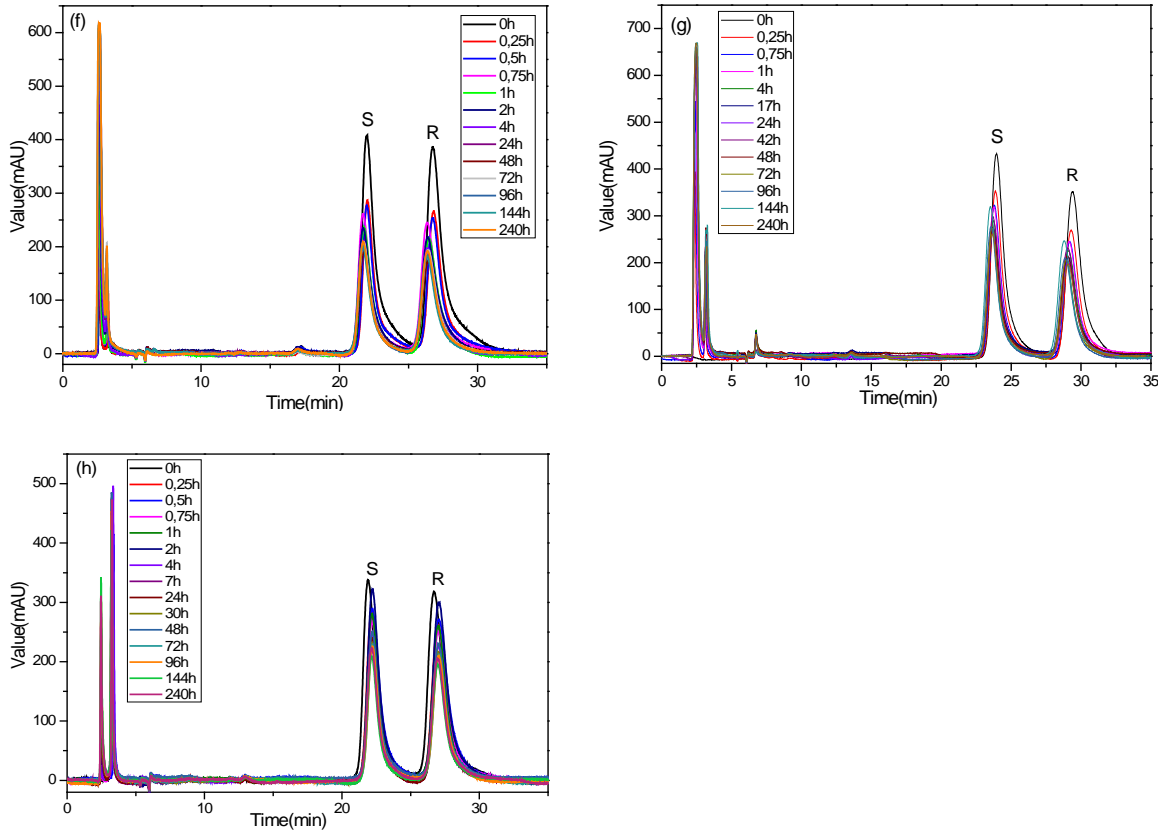 (f)
600
500
400
300
200
100
0
Value(mAU)
0
10
20
30
Time(min)
S
R
0h
0,25h
0,5h
0,75h
1h
2h
4h
24h
48h
72h
96h
144h
240h
(g)
700
600
500
400
300
200
100
0
Value(mAU)
0
5
10
15
20
25
30
35
Time(min)
S
R
0h
0,25h
0,75h
1h
4h
17h
24h
42h
48h
72h
96h
144h
240h
(h)
500
400
300
200
100
0
Value(mAU)
0
10
20
30
Time(min)
S
R
0h
0,25h
0,5h
0,75h
1h
2h
4h
7h
24h
30h
48h
72h
96h
144h
240h